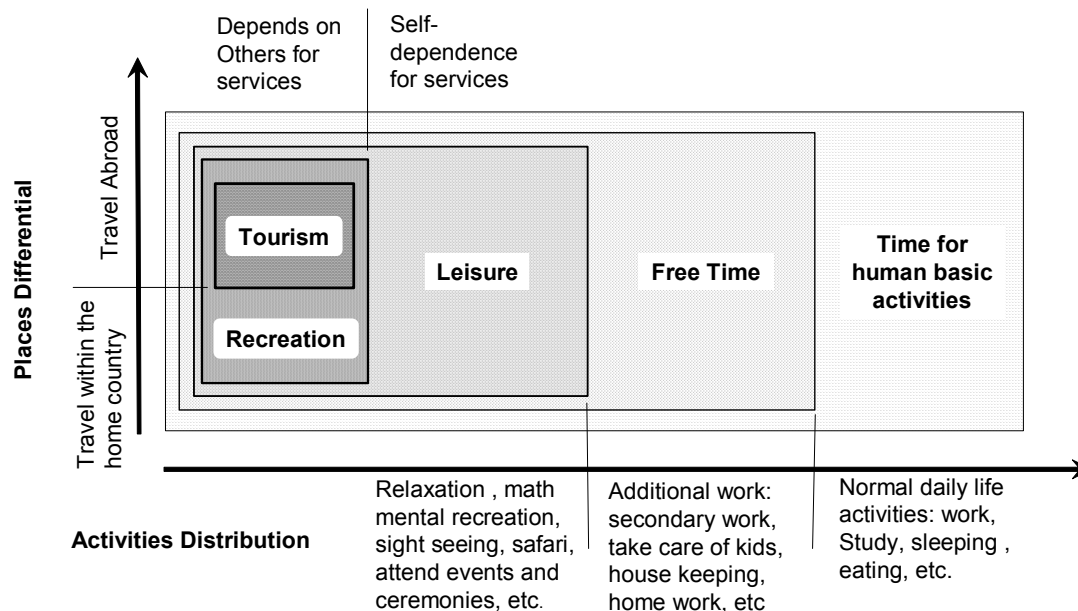 Depends on
Others for
services
Self-
dependence
for services
Places Differential
Travel Abroad
Travel within the
home country
Tourism
Recreation
Leisure
Free Time
Time for
human basic
activities
Activities Distribution
Relaxation , math
mental recreation,
sight seeing, safari,
attend events and
ceremonies, etc.
Additional work:
secondary work,
take care of kids,
house keeping,
home work, etc
Normal daily life
activities: work,
Study, sleeping ,
eating, etc.